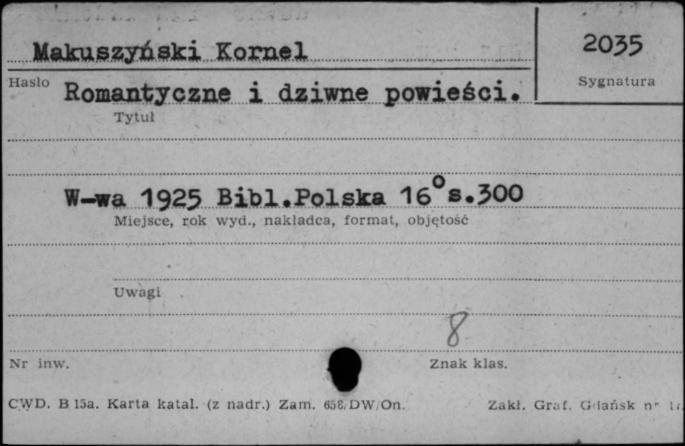 Makuszyński Kornel
2035
Hasło
Sygnatura
Romantyczne i dziwne powieści.
Tytuł
W-wa 1925 Bibl.Polska 16° s.300
Miejsce, rok wyd., nakładca, format, objętość
Uwagi
8
Nr inw.
Znak klas.
CWD. B 15a. Karta katal. (z nadr.) Zam. 658/DW/On.
Zakł. Graf. Gdańsk nr